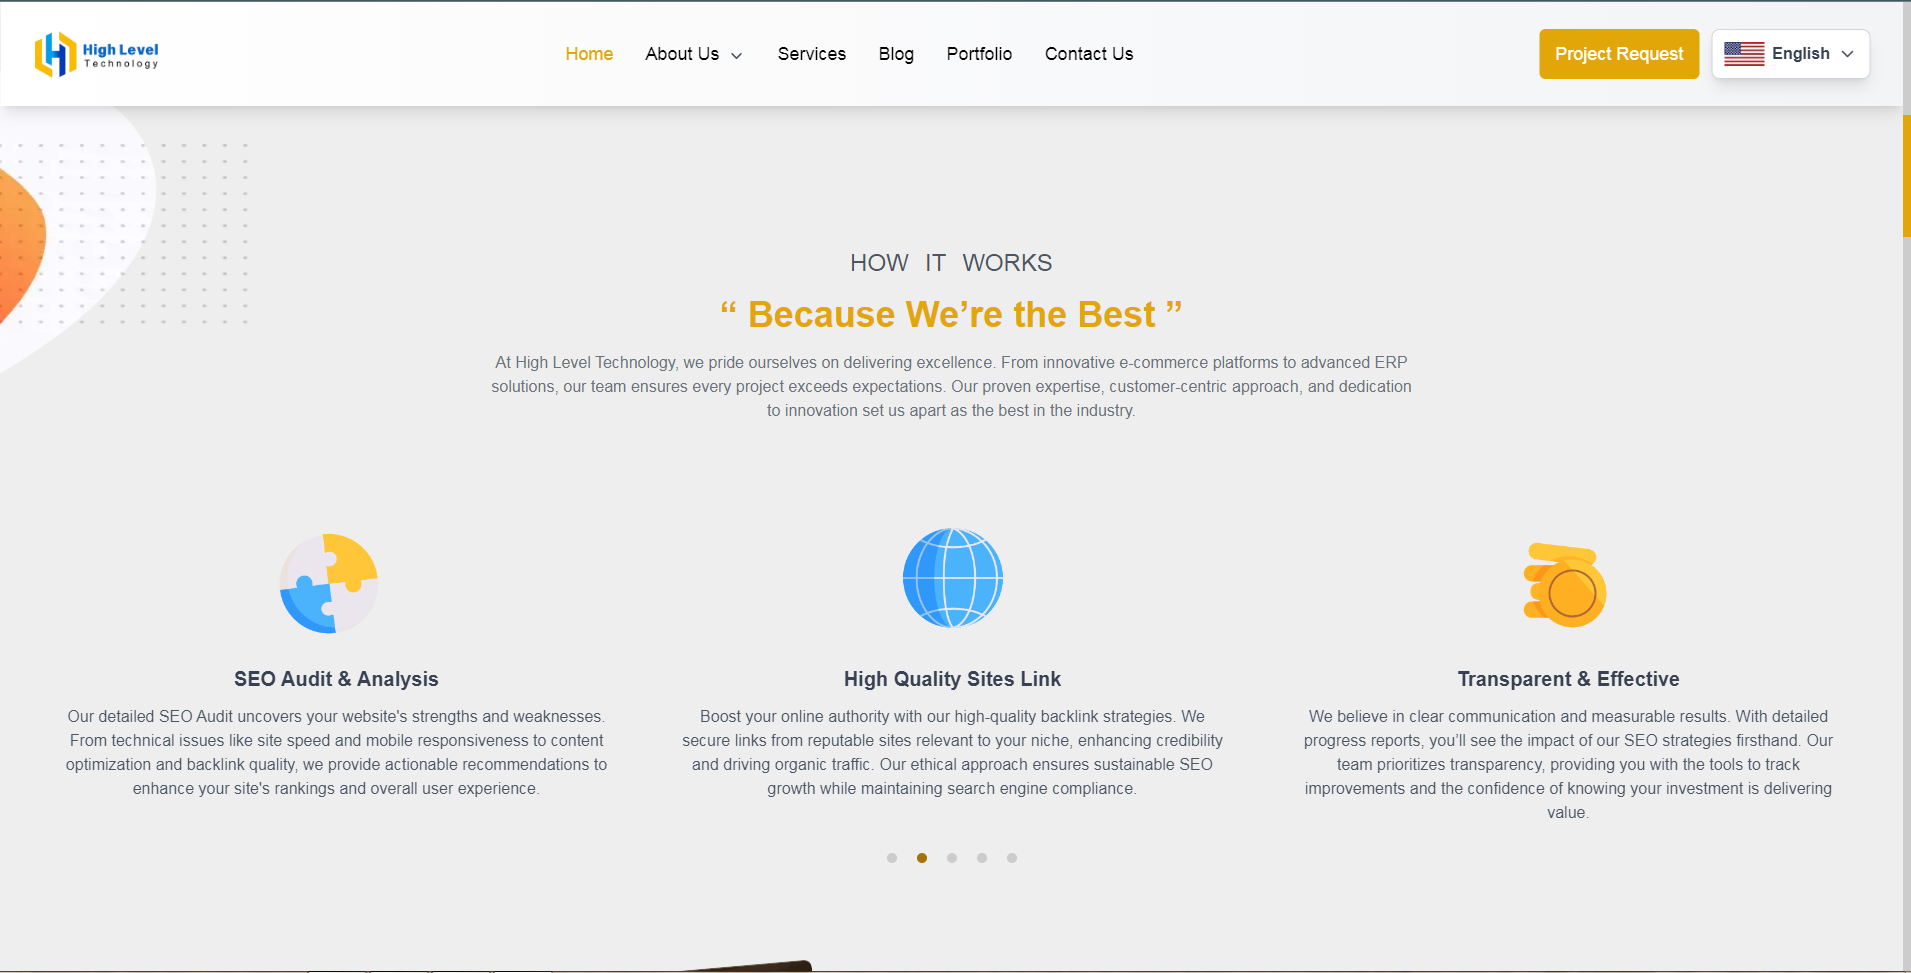 High Level
Technology
Home
About Us
Services
Blog
Portfolio
Contact Us
Project Request
English
HOW IT WORKS
“ Because We’re the Best ”
At High Level Technology, we pride ourselves on delivering excellence. From innovative e-commerce platforms to advanced ERP
solutions, our team ensures every project exceeds expectations. Our proven expertise, customer-centric approach, and dedication
to innovation set us apart as the best in the industry.
SEO Audit & Analysis
Our detailed SEO Audit uncovers your website's strengths and weaknesses.
From technical issues like site speed and mobile responsiveness to content
optimization and backlink quality, we provide actionable recommendations to
enhance your site's rankings and overall user experience.
High Quality Sites Link
Boost your online authority with our high-quality backlink strategies. We
secure links from reputable sites relevant to your niche, enhancing credibility
and driving organic traffic. Our ethical approach ensures sustainable SEO
growth while maintaining search engine compliance.
Transparent & Effective
We believe in clear communication and measurable results. With detailed
progress reports, you’ll see the impact of our SEO strategies firsthand. Our
team prioritizes transparency, providing you with the tools to track
improvements and the confidence of knowing your investment is delivering
value.